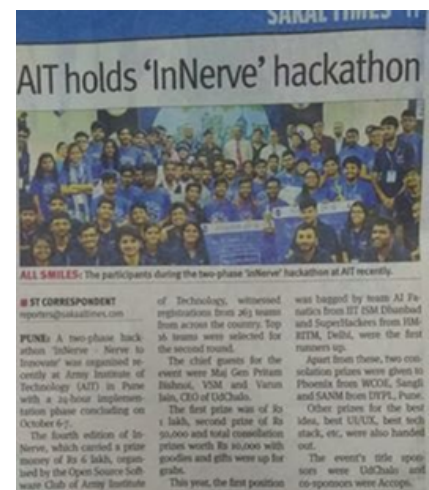 SAKAL TIMES
AIT holds 'InNerve' hackathon
ALL SMILES: The participants during the two-phase 'InNerve' hackathon at AIT recently.
ST CORRESPONDENT
reporters@sakaaltimes.com
PUNE: A two-phase hack-
athon 'InNerve - Nerve to
Innovate' was organised re-
cently at Army Institute of
Technology (AIT) in Pune
with a 24-hour implemen-
tation phase concluding on
October 6-7.
The fourth edition of In-
Nerve, which carried a prize
money of Rs 6 lakh, organ-
ised by the Open Source Soft-
ware Club of Army Institute
of Technology, witnessed
registrations from 263 teams
from across the country. Top
16 teams were selected for
the second round.
The chief guests for the
event were Maj Gen Pritam
Bishnoi, VSM and Varun
Jain, CEO of UdChalo.
The first prize was of Rs
1 lakh, second prize of Rs
50,000 and total consolation
prizes worth Rs 10,000 with
goodies and gifts were up for
grabs.
This year, the first position
was bagged by team AI Fa-
natics from IIT ISM Dhanbad
and SuperHackers from
RITM, Delhi, were the first
runners up.
Apart from these, two con-
solation prizes were given to
Phoenix from WCOE, Sangli
and SANM from DYPL, Pune.
Other prizes for the best
idea, best UI/UX, best tech
stack, etc, were also handed
out.
The event's title spon-
sors were UdChalo and
co-sponsors were Accops.